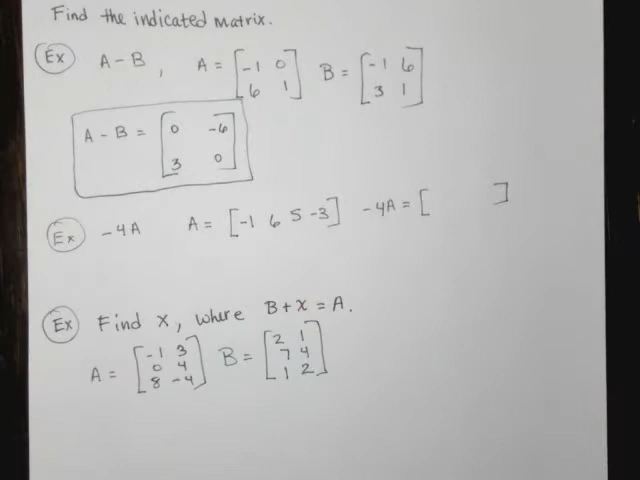 Find the indicated matrix.
Ex A - B , A = [-1 0 B = [-1 6
6 1] 3 1]
A - B = [0 -6
3 0]
Ex -4A A = [-1 6 5 -3] -4A = [ ]
Ex Find x, where B + x = A.
A = [-1 3 B = [2 1
0 4 7 4
8 -4] 1 2]